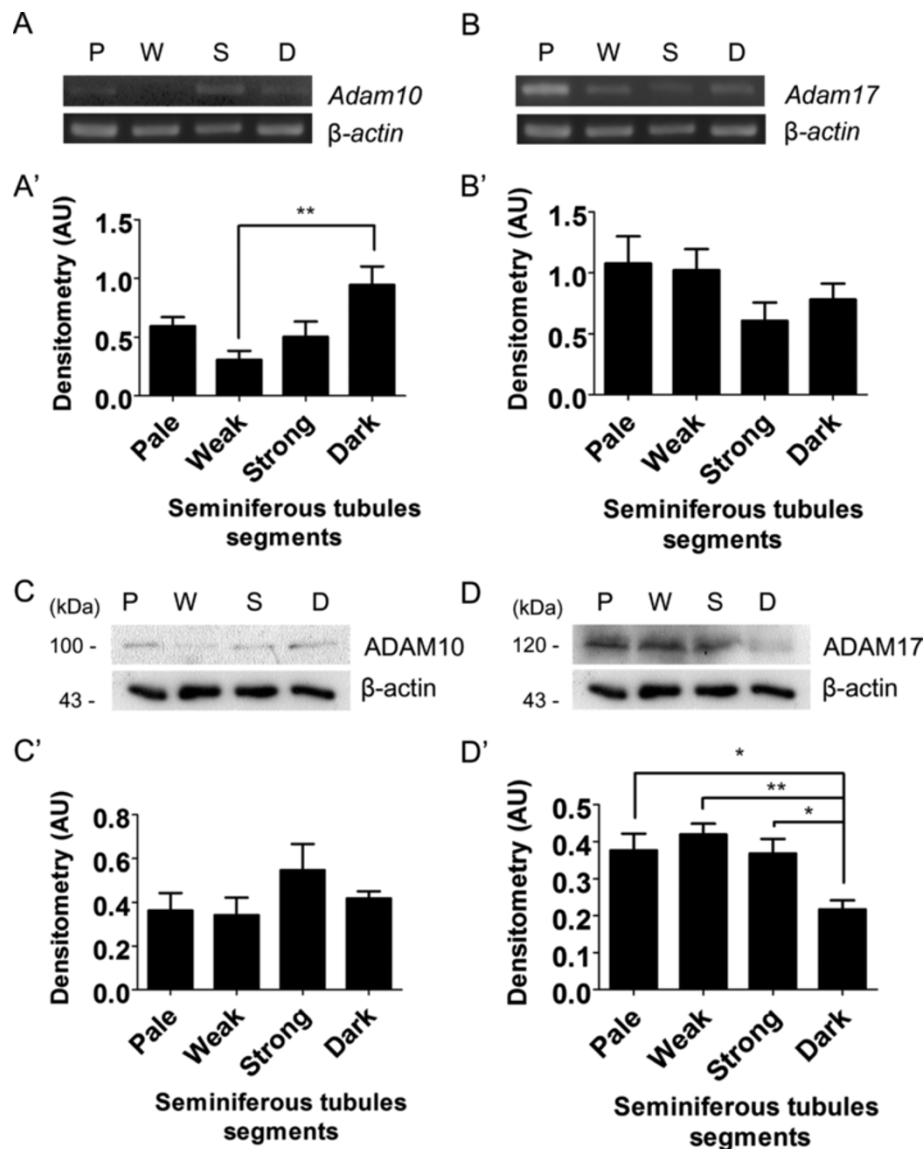 A
P W S D
Adam10
β-actin
B
P W S D
Adam17
β-actin
A’
**
Densitometry (AU)
1.5
1.0
0.5
0.0
Pale
Weak
Strong
Dark
Seminiferous tubules
segments
B’
Densitometry (AU)
1.5
1.0
0.5
0.0
Pale
Weak
Strong
Dark
Seminiferous tubules
segments
C
(kDa) P W S D
100 - ADAM10
43 - β-actin
D
(kDa) P W S D
120 - ADAM17
43 - β-actin
C’
Densitometry (AU)
0.8
0.6
0.4
0.2
0.0
Pale
Weak
Strong
Dark
Seminiferous tubules
segments
D’
*
**
*
Densitometry (AU)
0.5
0.4
0.3
0.2
0.1
0.0
Pale
Weak
Strong
Dark
Seminiferous tubules
segments